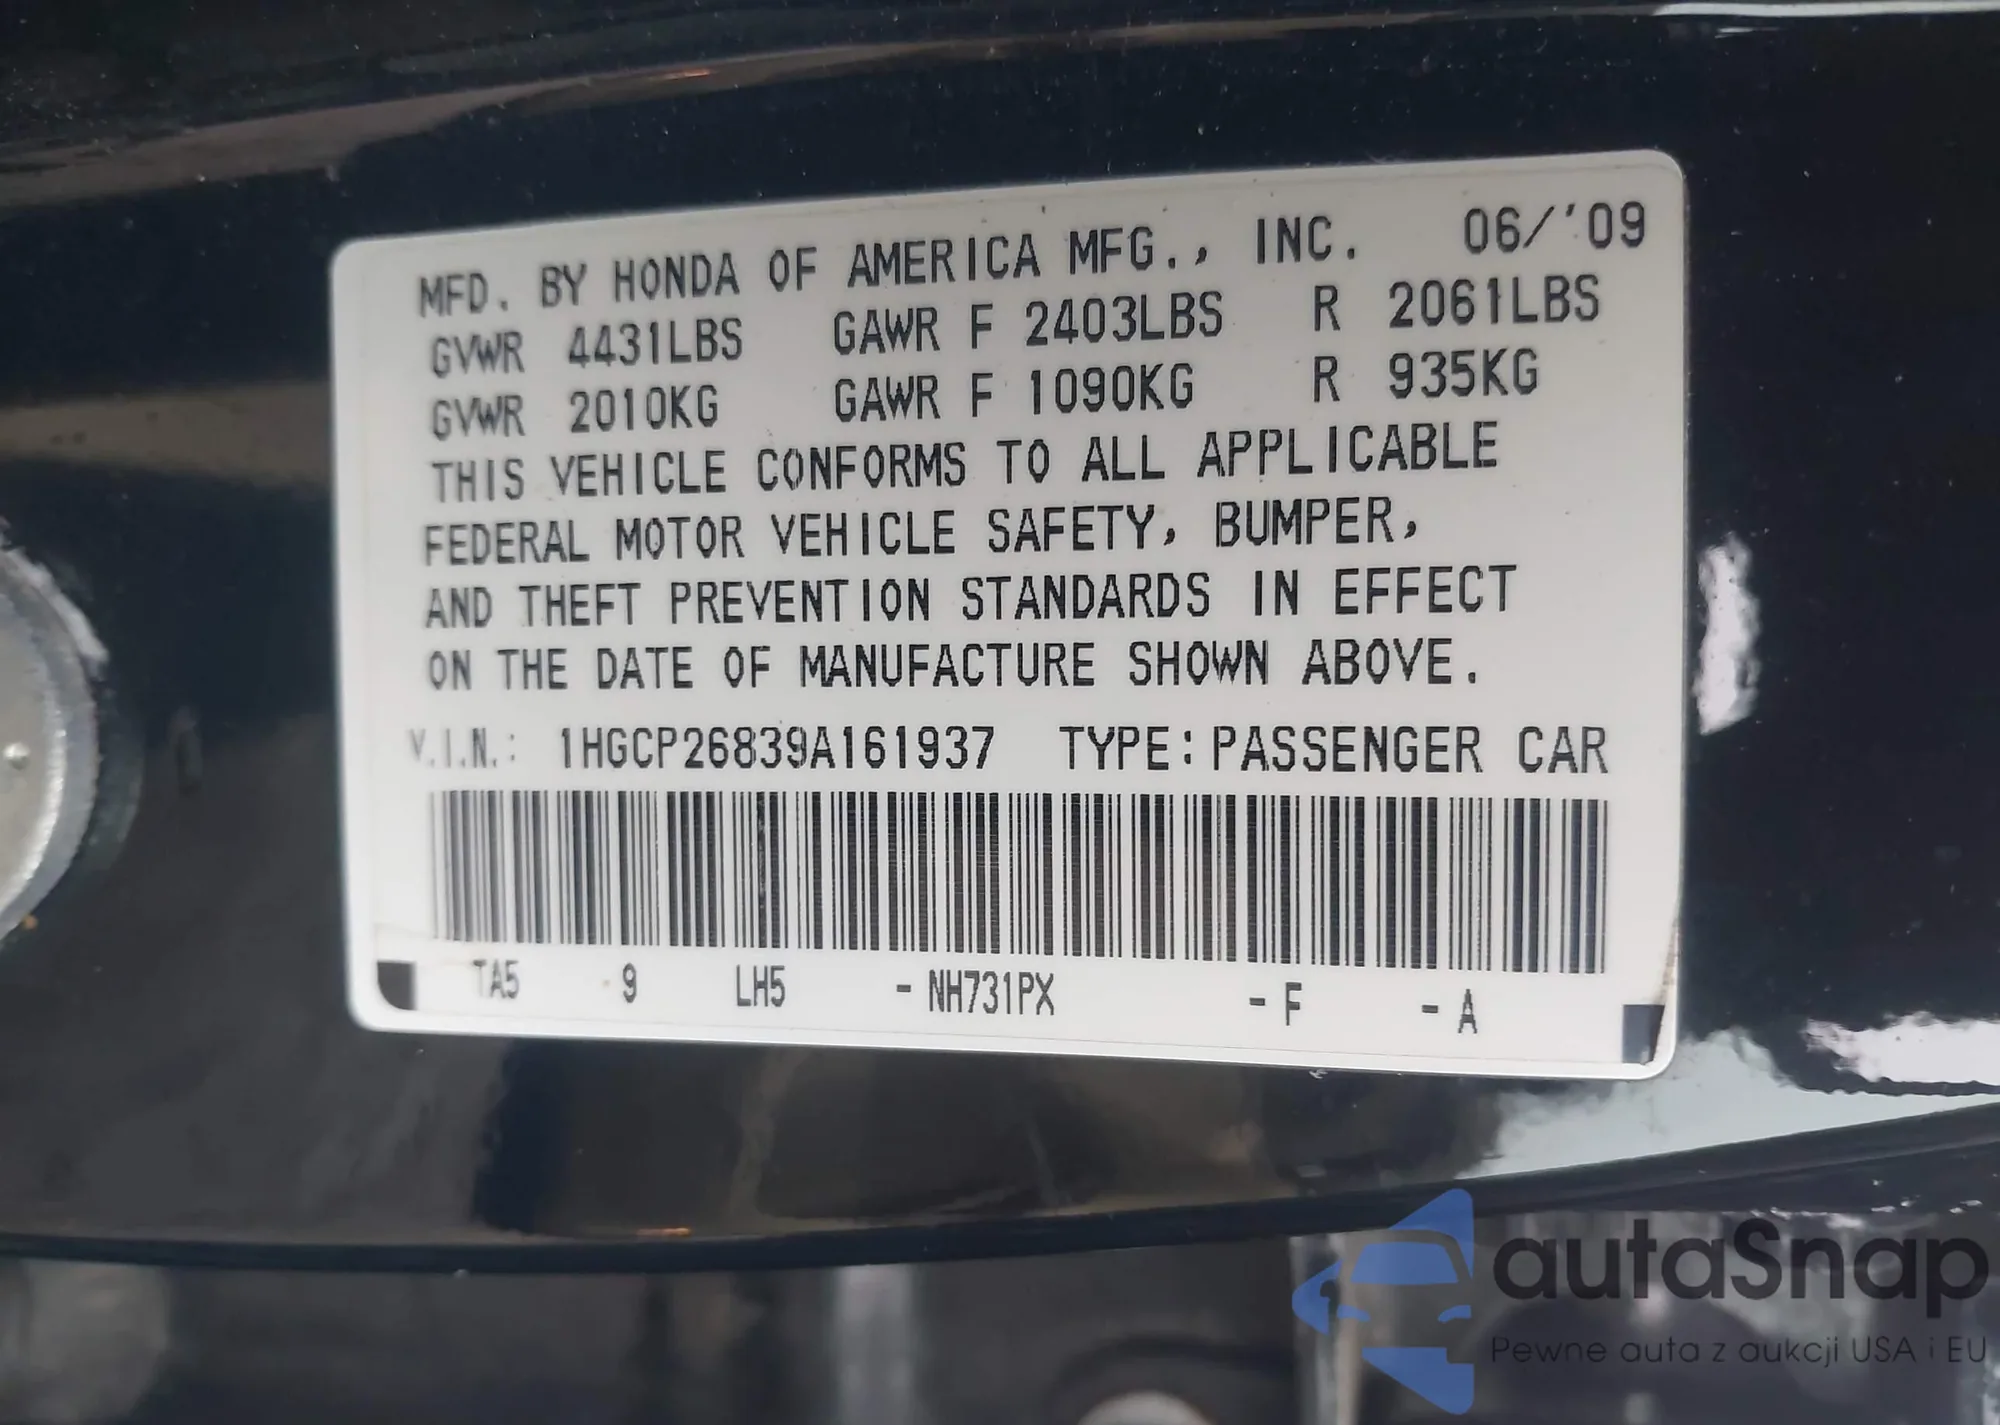 MFD. BY HONDA OF AMERICA MFG., INC. 06/'09
GVWR 4431LBS GAWR F 2403LBS R 2061LBS
GVWR 2010KG GAWR F 1090KG R 935KG
THIS VEHICLE CONFORMS TO ALL APPLICABLE
FEDERAL MOTOR VEHICLE SAFETY, BUMPER,
AND THEFT PREVENTION STANDARDS IN EFFECT
ON THE DATE OF MANUFACTURE SHOWN ABOVE.
V.I.N.: 1HGCP26839A161937 TYPE:PASSENGER CAR
TA5 9 LH5 -NH731PX -F -A
autaSnap
Pewne auta z aukcji USA i EU